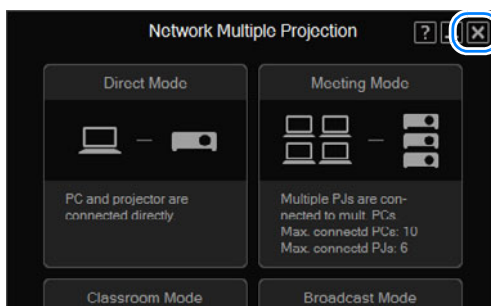 Network Multiple Projection
?
Direct Mode
Meeting Mode
PC and projector are
connected directly.
Multiple PJs are con-
nected to mult. PCs
Max. connectd PCs: 10
Max. connectd PJs: 6
Classroom Mode
Broadcast Mode